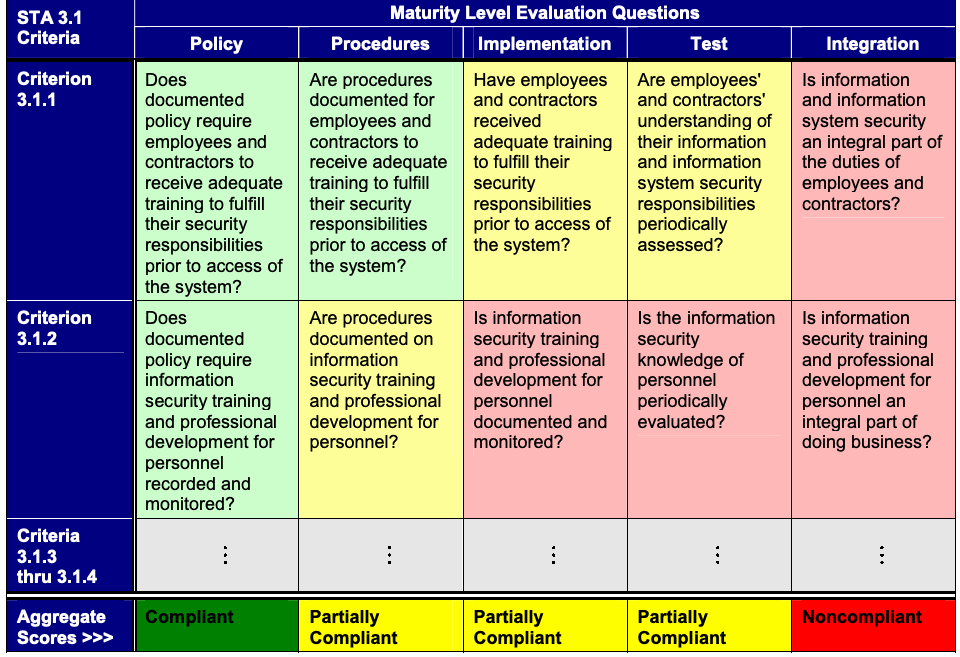 STA 3.1
Criteria
Maturity Level Evaluation Questions
Policy
Procedures
Implementation
Test
Integration
Criterion
3.1.1
Does
documented
policy require
employees and
contractors to
receive adequate
training to fulfill
their security
responsibilities
prior to access of
the system?
Are procedures
documented for
employees and
contractors to
receive adequate
training to fulfill
their security
responsibilities
prior to access of
the system?
Have employees
and contractors
received
adequate training
to fulfill their
security
responsibilities
prior to access of
the system?
Are employees'
and contractors'
understanding of
their information
and information
system security
responsibilities
periodically
assessed?
Is information
and information
system security
an integral part of
the duties of
employees and
contractors?
Criterion
3.1.2
Does
documented
policy require
information
security training
and professional
development for
personnel
recorded and
monitored?
Are procedures
documented on
information
security training
and professional
development for
personnel?
Is information
security training
and professional
development for
personnel
documented and
monitored?
Is the information
security
knowledge of
personnel
periodically
evaluated?
Is information
security training
and professional
development for
personnel an
integral part of
doing business?
Criteria
3.1.3
thru 3.1.4
⋮
⋮
⋮
⋮
⋮
Aggregate
Scores >>>
Compliant
Partially
Compliant
Partially
Compliant
Partially
Compliant
Noncompliant